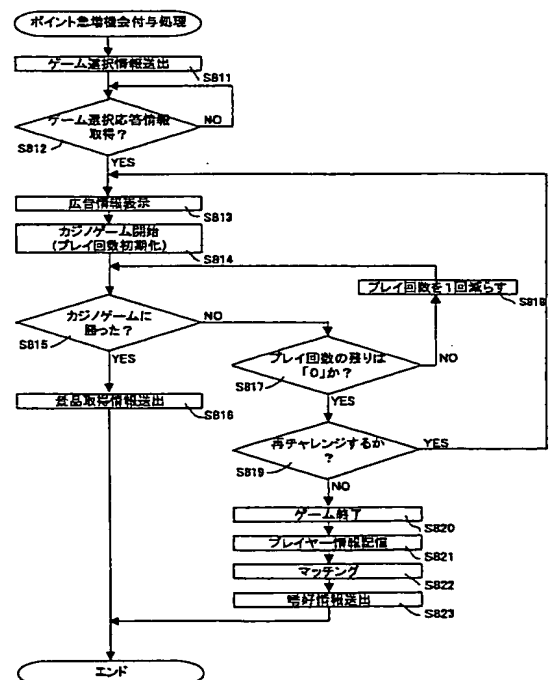 ポイント急増機会付与処理
ゲーム選択情報送出
S811
ゲーム選択応答情報
取得?
NO
S812
YES
広告情報表示
S813
カジノゲーム開始
(プレイ回数初期化)
S814
プレイ回数を1回減らす
S818
カジノゲームに
勝った?
NO
S815
YES
プレイ回数の残りは
「0」か?
NO
S817
YES
景品取得情報送出
S816
再チャレンジするか
?
YES
S819
NO
ゲーム終了
S820
プレイヤー情報配信
S821
マッチング
S822
嗜好情報送出
S823
エンド